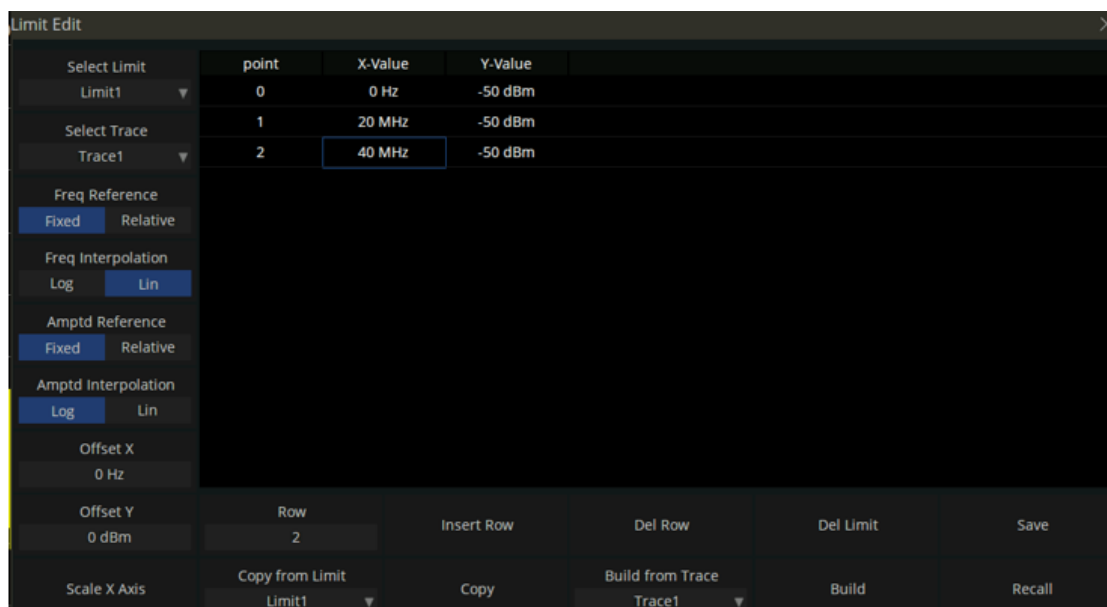 Limit Edit
Select Limit
Limit1
Select Trace
Trace1
Freq Reference
Fixed Relative
Freq Interpolation
Log Lin
Amptd Reference
Fixed Relative
Amptd Interpolation
Log Lin
Offset X
0 Hz
Offset Y
0 dBm
Scale X Axis
point X-Value Y-Value
0 0 Hz -50 dBm
1 20 MHz -50 dBm
2 40 MHz -50 dBm
Row
2
Insert Row
Del Row
Del Limit
Save
Copy from Limit
Limit1
Copy
Build from Trace
Trace1
Build
Recall